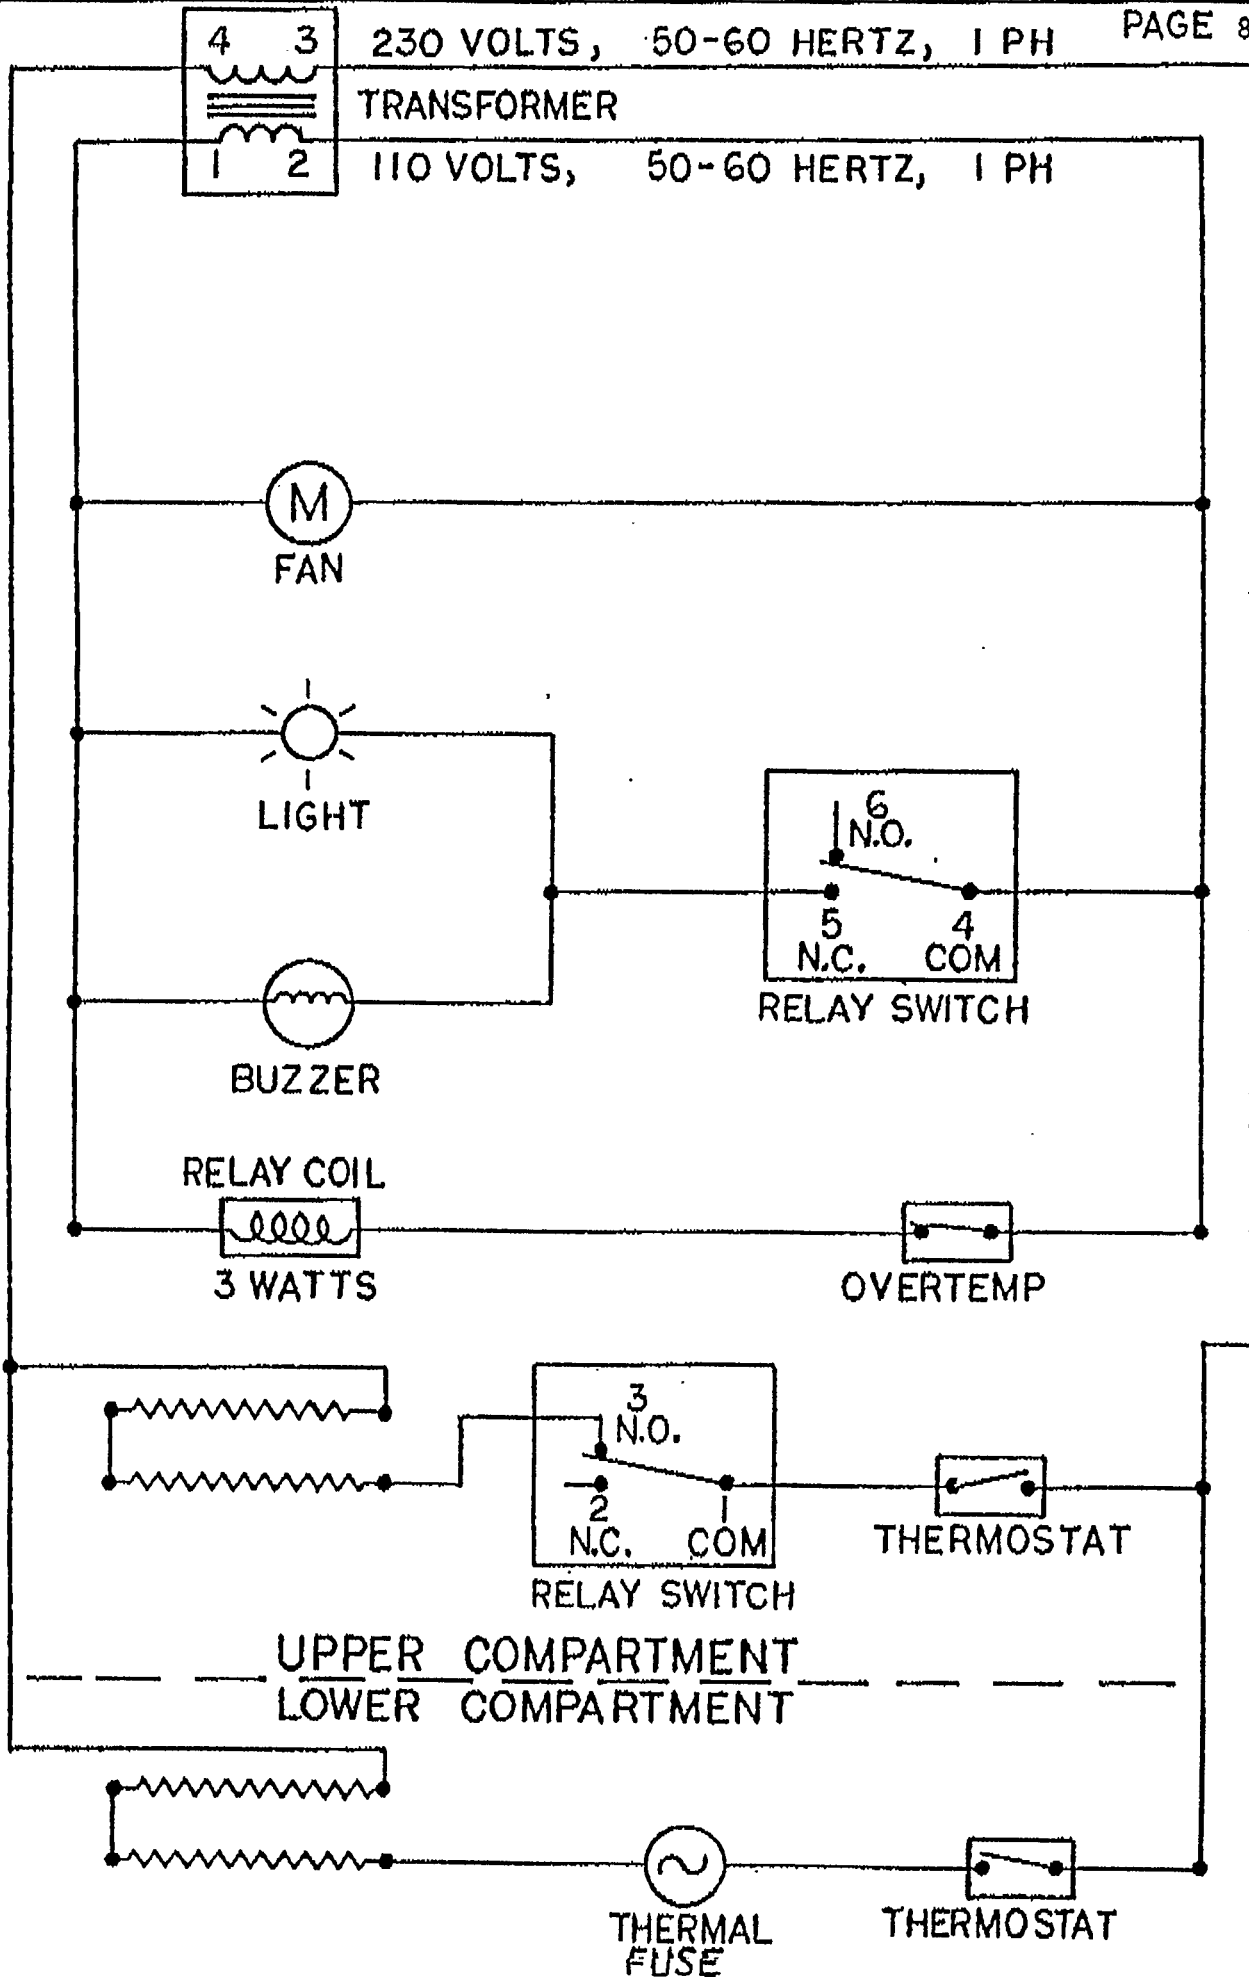 PAGE 8
4 3 230 VOLTS, 50-60 HERTZ, 1 PH
TRANSFORMER
1 2 110 VOLTS, 50-60 HERTZ, 1 PH
M
FAN
LIGHT
6
N.O.
5 4
N.C. COM
RELAY SWITCH
BUZZER
RELAY COIL
3 WATTS
OVERTEMP
3
N.O.
2 1
N.C. COM
RELAY SWITCH
THERMOSTAT
UPPER COMPARTMENT
LOWER COMPARTMENT
THERMAL
FUSE
THERMOSTAT